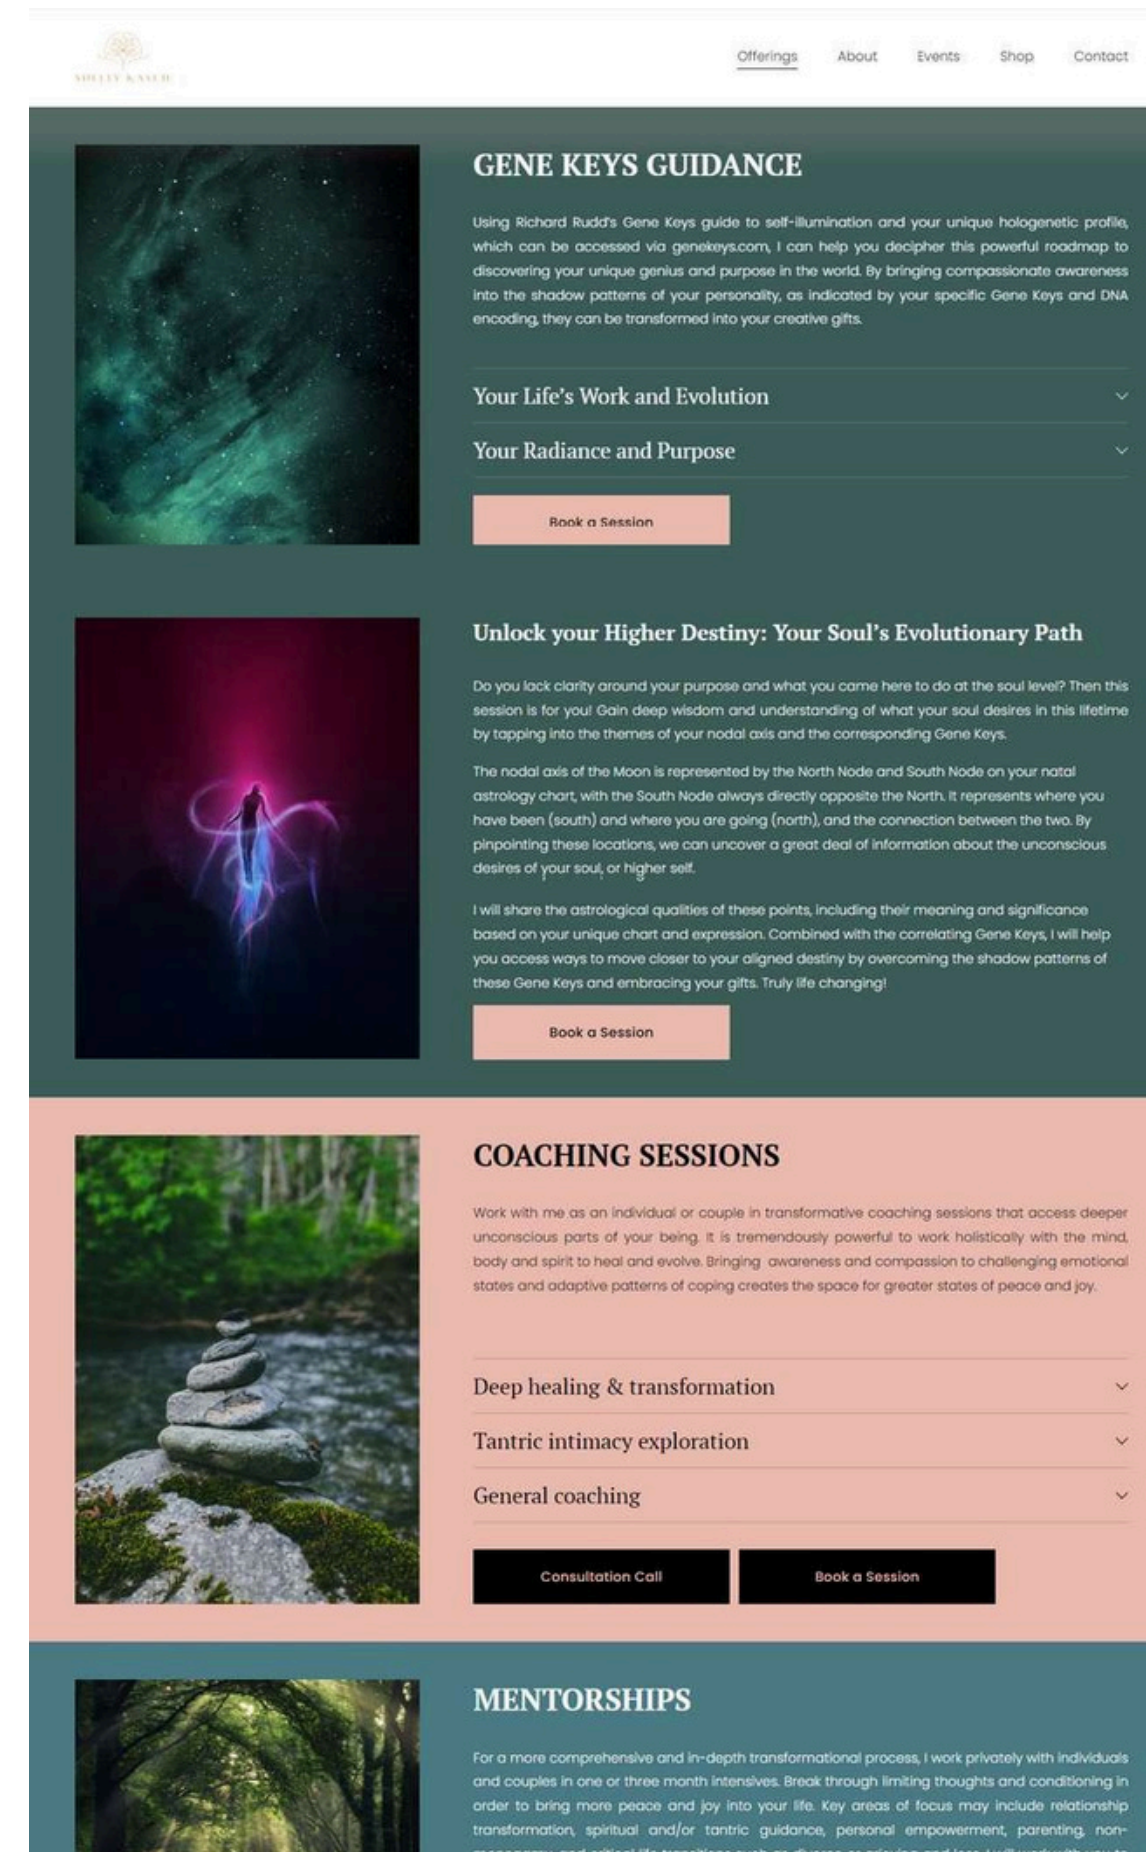 Offerings About Events Shop Contact
GENE KEYS GUIDANCE
Using Richard Rudd's Gene Keys guide to self-illumination and your unique hologenetic profile,
which can be accessed via genekeys.com, I can help you decipher this powerful roadmap to
discovering your unique genius and purpose in the world. By bringing compassionate awareness
into the shadow patterns of your personality, as indicated by your specific Gene Keys and DNA
encoding, they can be transformed into your creative gifts.
Your Life's Work and Evolution
Your Radiance and Purpose
Book a Session
Unlock your Higher Destiny: Your Soul's Evolutionary Path
Do you lack clarity around your purpose and what you came here to do at the soul level? Then this
session is for you! Gain deep wisdom and understanding of what your soul desires in this lifetime
by tapping into the themes of your nodal axis and the corresponding Gene Keys.
The nodal axis of the Moon is represented by the North Node and South Node on your natal
astrology chart, with the South Node always directly opposite the North. It represents where you
have been (south) and where you are going (north), and the connection between the two. By
pinpointing these locations, we can uncover a great deal of information about the unconscious
desires of your soul, or higher self.
I will share the astrological qualities of these points, including their meaning and significance
based on your unique chart and expression. Combined with the correlating Gene Keys, I will help
you access ways to move closer to your aligned destiny by overcoming the shadow patterns of
these Gene Keys and embracing your gifts. Truly life changing!
Book a Session
COACHING SESSIONS
Work with me as an individual or couple in transformative coaching sessions that access deeper
unconscious parts of your being. It is tremendously powerful to work holistically with the mind,
body and spirit to heal and evolve. Bringing awareness and compassion to challenging emotional
states and adaptive patterns of coping creates the space for greater states of peace and joy.
Deep healing & transformation
Tantric intimacy exploration
General coaching
Consultation Call Book a Session
MENTORSHIPS
For a more comprehensive and in-depth transformational process, I work privately with individuals
and couples in one or three month intensives. Break through limiting thoughts and conditioning in
order to bring more peace and joy into your life. Key areas of focus may include relationship
transformation, spiritual and/or tantric guidance, personal empowerment, parenting, non-